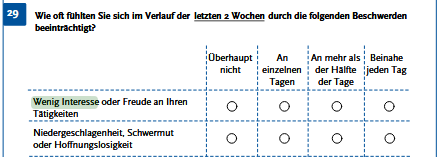 29 Wie oft fühlten Sie sich im Verlauf der letzten 2 Wochen durch die folgenden Beschwerden
beeinträchtigt?
Überhaupt nicht
An einzelnen Tagen
An mehr als der Hälfte der Tage
Beinahe jeden Tag
Wenig Interesse oder Freude an Ihren
Tätigkeiten
Niedergeschlagenheit, Schwermut
oder Hoffnungslosigkeit